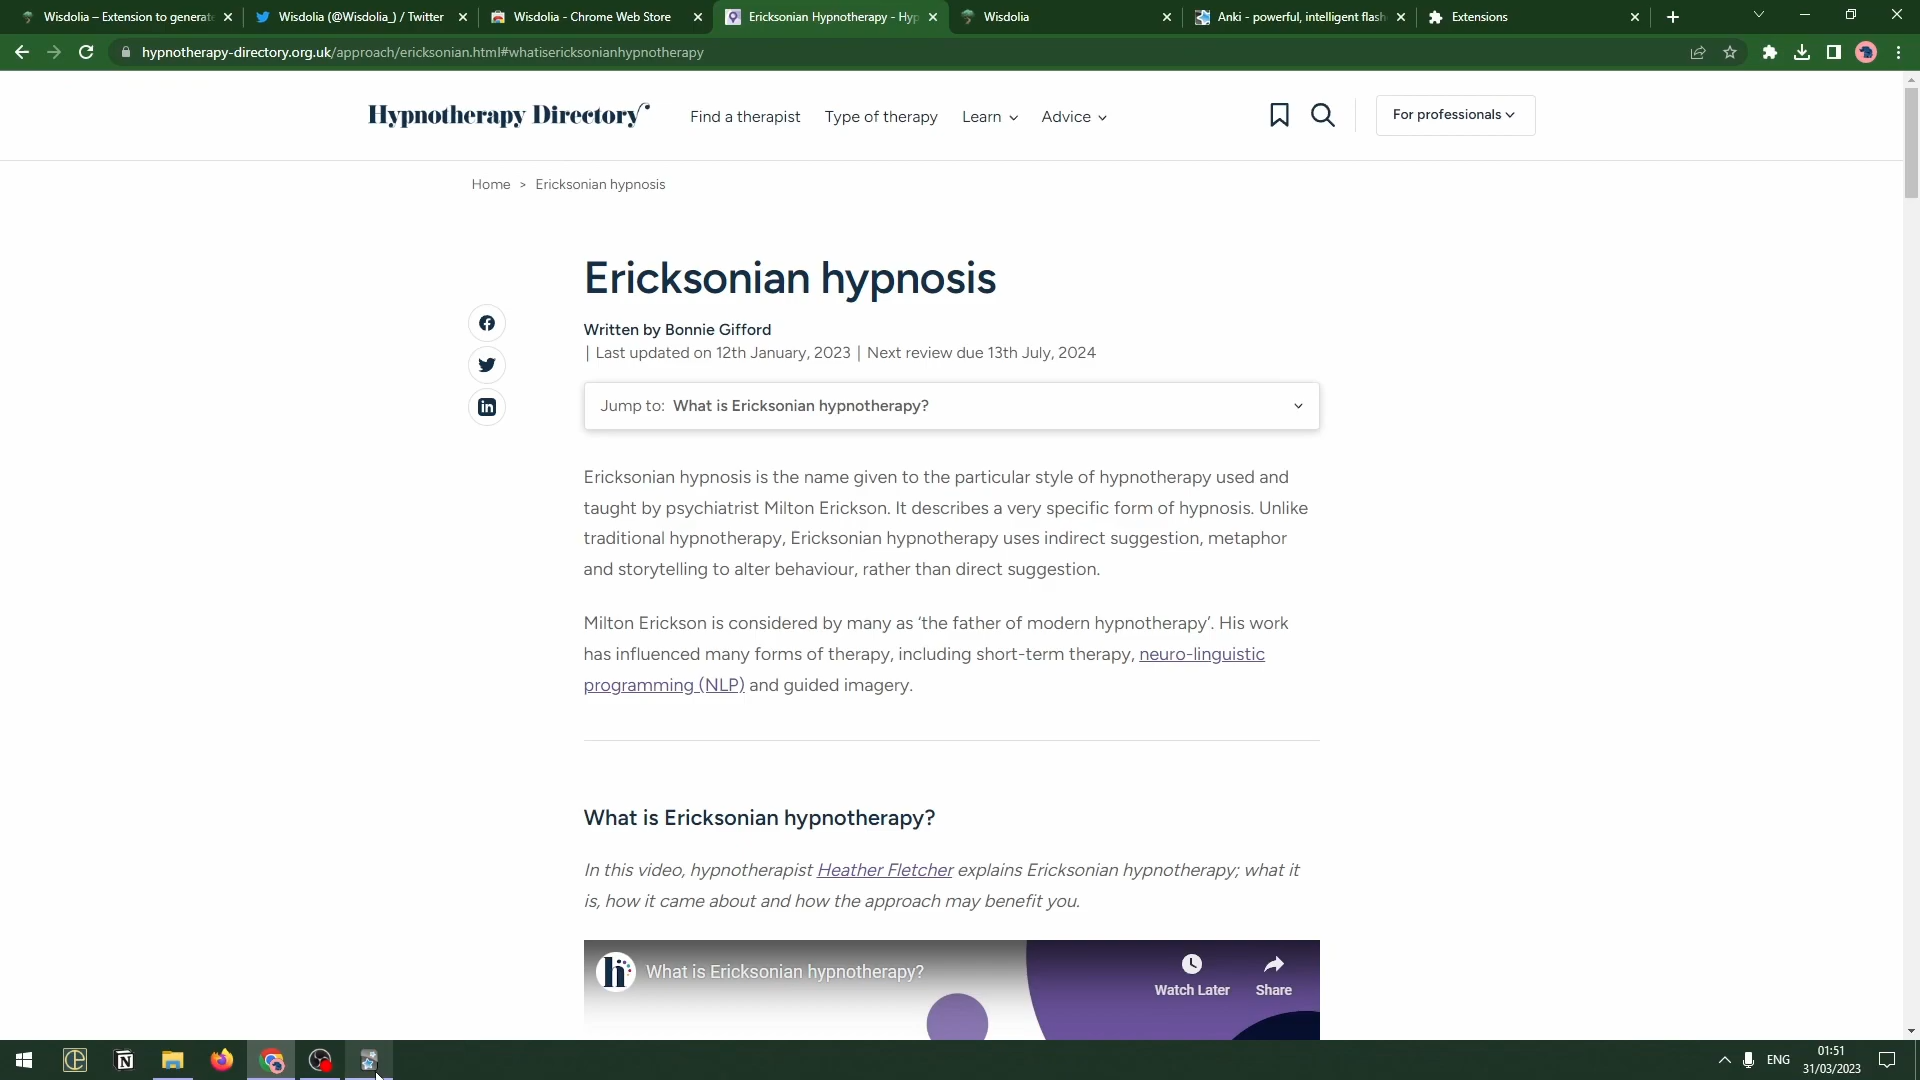 Wisdolia – Extension to generat
Wisdolia (@Wisdolia_) / Twitter
Wisdolia - Chrome Web Store
Ericksonian Hypnotherapy - Hyp
Wisdolia
Anki - powerful, intelligent flash
Extensions
hypnotherapy-directory.org.uk/approach/ericksonian.html#whatisericksonianhypnotherapy
Hypnotherapy Directory
Find a therapist
Type of therapy
Learn
Advice
For professionals
Home > Ericksonian hypnosis
Ericksonian hypnosis
Written by Bonnie Gifford
| Last updated on 12th January, 2023 | Next review due 13th July, 2024
Jump to: What is Ericksonian hypnotherapy?
Ericksonian hypnosis is the name given to the particular style of hypnotherapy used and
taught by psychiatrist Milton Erickson. It describes a very specific form of hypnosis. Unlike
traditional hypnotherapy, Ericksonian hypnotherapy uses indirect suggestion, metaphor
and storytelling to alter behaviour, rather than direct suggestion.
Milton Erickson is considered by many as ‘the father of modern hypnotherapy’. His work
has influenced many forms of therapy, including short-term therapy, neuro-linguistic
programming (NLP) and guided imagery.
What is Ericksonian hypnotherapy?
In this video, hypnotherapist Heather Fletcher explains Ericksonian hypnotherapy; what it
is, how it came about and how the approach may benefit you.
h
What is Ericksonian hypnotherapy?
Watch Later
Share
ENG
01:51
31/03/2023